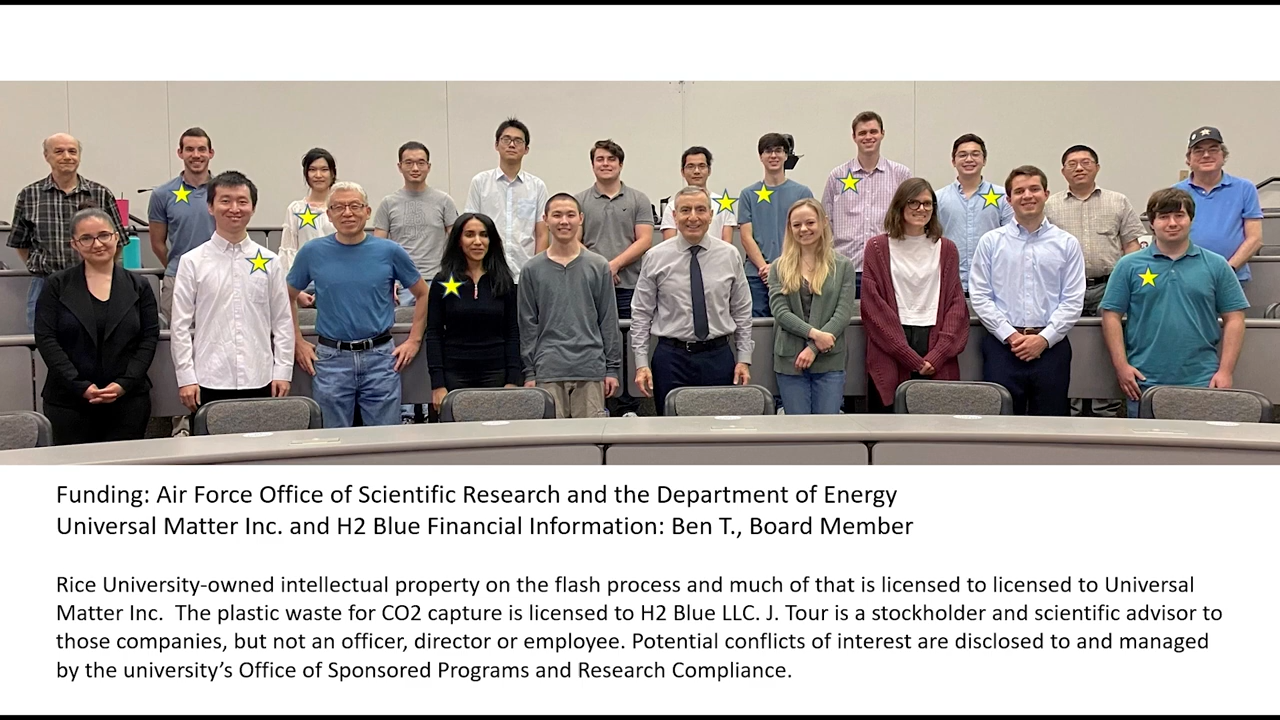 Funding: Air Force Office of Scientific Research and the Department of Energy
Universal Matter Inc. and H2 Blue Financial Information: Ben T., Board Member
Rice University-owned intellectual property on the flash process and much of that is licensed to licensed to Universal
Matter Inc.  The plastic waste for CO2 capture is licensed to H2 Blue LLC. J. Tour is a stockholder and scientific advisor to
those companies, but not an officer, director or employee. Potential conflicts of interest are disclosed to and managed
by the university’s Office of Sponsored Programs and Research Compliance.